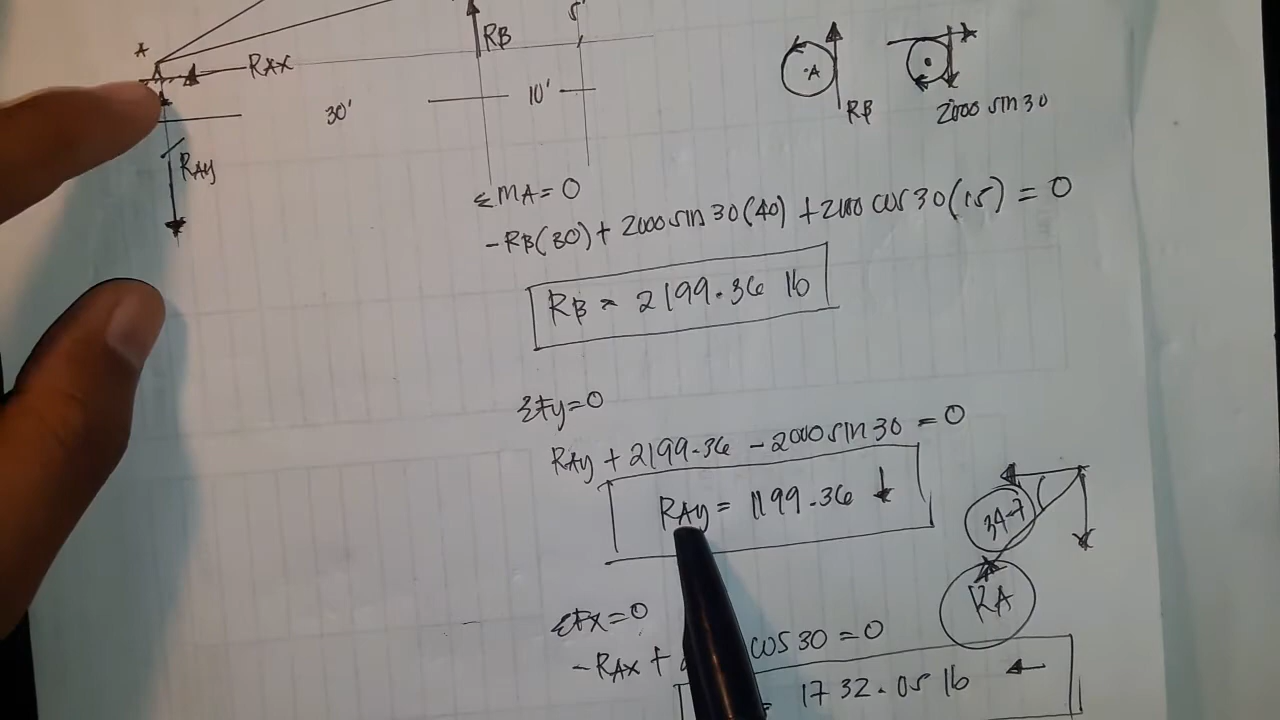 A
RAX
RB
5'
30'
10'
RAY
A
RB
2000 sin 30
ΣMA = 0
-RB(30) + 2000 sin 30 (40) + 2000 cos 30 (15) = 0
RB = 2199.36 lb
ΣFy = 0
RAy + 2199.36 - 2000 sin 30 = 0
RAy = 1199.36 ↓
34.7
RA
ΣFx = 0
-RAX + cos 30 = 0
1732.05 lb ←